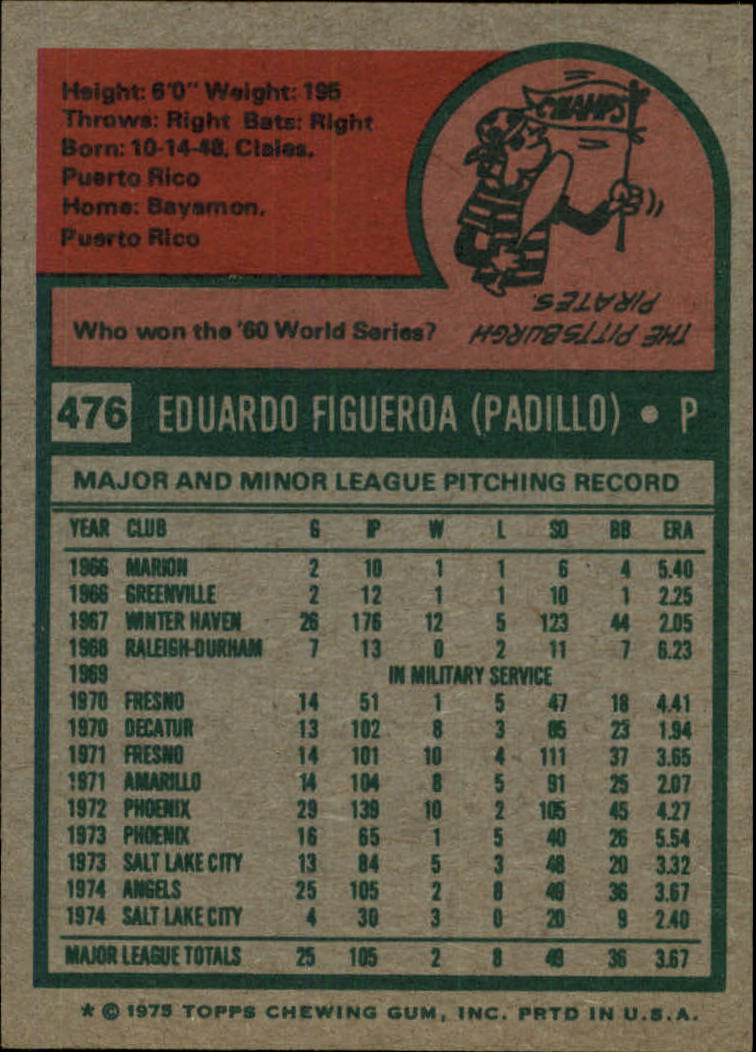 Height: 6'0" Weight: 195
Throws: Right Bats: Right
Born: 10-14-48, Ciales,
Puerto Rico
Home: Bayamon,
Puerto Rico
CHAMPS
Who won the '60 World Series?
THE PITTSBURGH
PIRATES.
476 EDUARDO FIGUEROA (PADILLO) • P
MAJOR AND MINOR LEAGUE PITCHING RECORD
YEAR CLUB G IP W L SO BB ERA
1966 MARION 2 10 1 1 6 4 5.40
1966 GREENVILLE 2 12 1 1 10 1 2.25
1967 WINTER HAVEN 26 176 12 5 123 44 2.05
1968 RALEIGH-DURHAM 7 13 0 2 11 7 6.23
1969 IN MILITARY SERVICE
1970 FRESNO 14 51 1 5 47 18 4.41
1970 DECATUR 13 102 8 3 85 23 1.94
1971 FRESNO 14 101 10 4 111 37 3.65
1971 AMARILLO 14 104 8 5 91 25 2.07
1972 PHOENIX 29 139 10 2 105 45 4.27
1973 PHOENIX 16 65 1 5 40 26 5.54
1973 SALT LAKE CITY 13 84 5 3 48 20 3.32
1974 ANGELS 25 105 2 8 49 36 3.67
1974 SALT LAKE CITY 4 30 3 0 20 9 2.40
MAJOR LEAGUE TOTALS 25 105 2 8 49 36 3.67
* © 1975 TOPPS CHEWING GUM, INC. PRTD IN U.S.A.